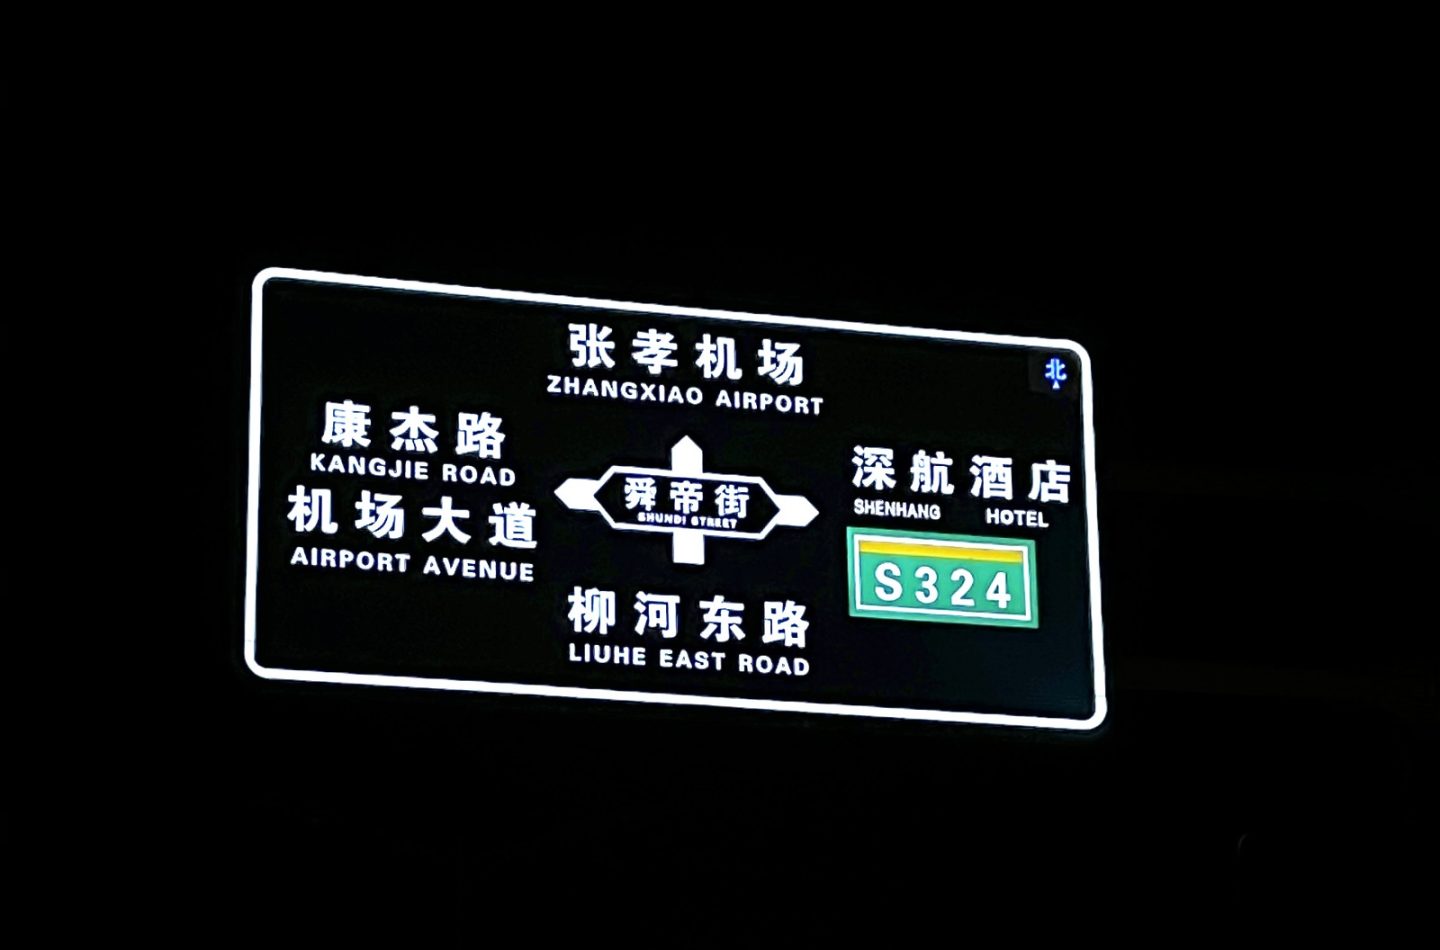 张孝机场
ZHANGXIAO AIRPORT
北
康杰路
KANGJIE ROAD
机场大道
AIRPORT AVENUE
舜帝街
SHUNDI STREET
深航酒店
SHENHANG HOTEL
S324
柳河东路
LIUHE EAST ROAD